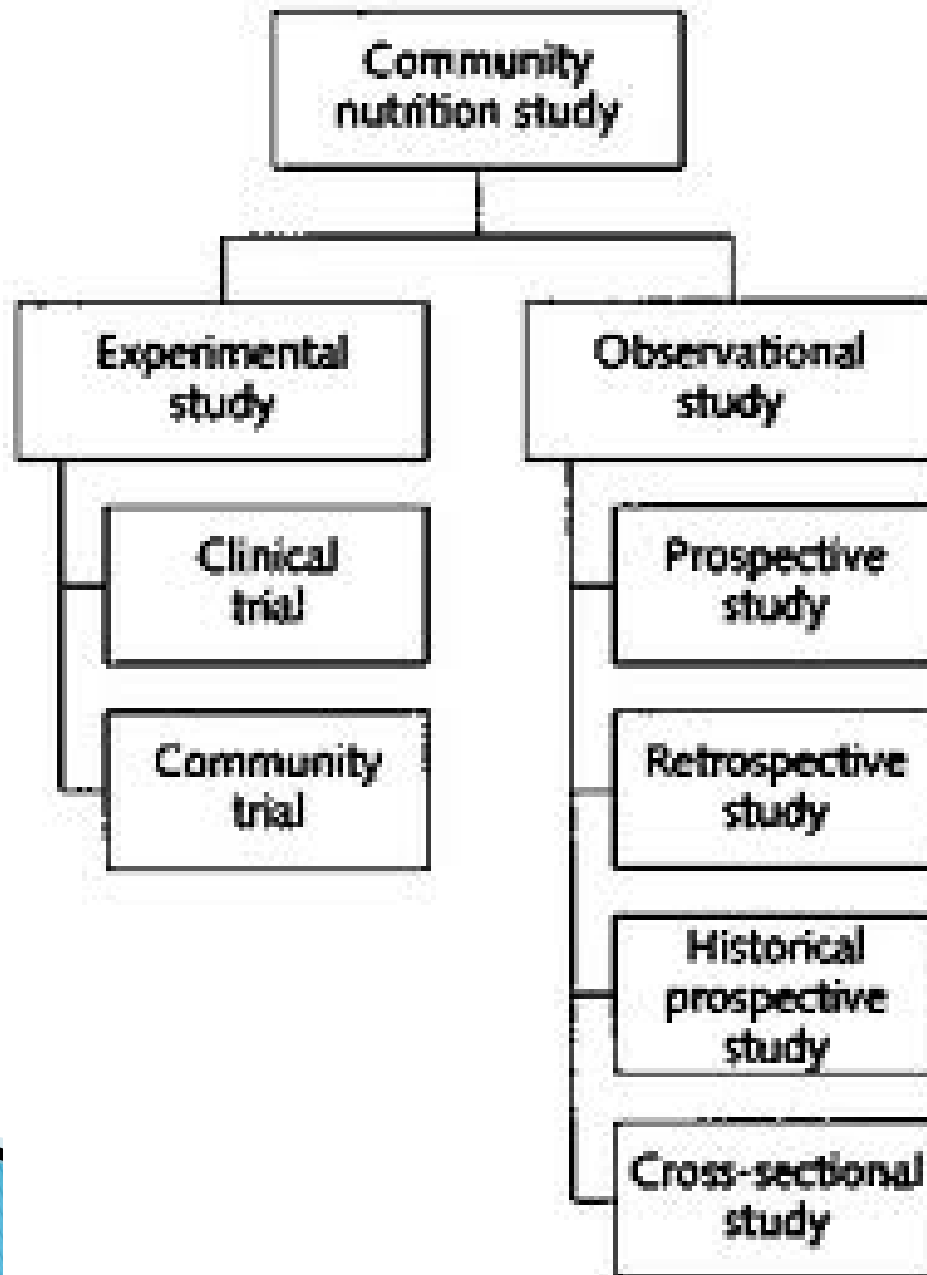 Community
nutrition study
Experimental
study
Observational
study
Clinical
trial
Community
trial
Prospective
study
Retrospective
study
Historical
prospective
study
Cross-sectional
study